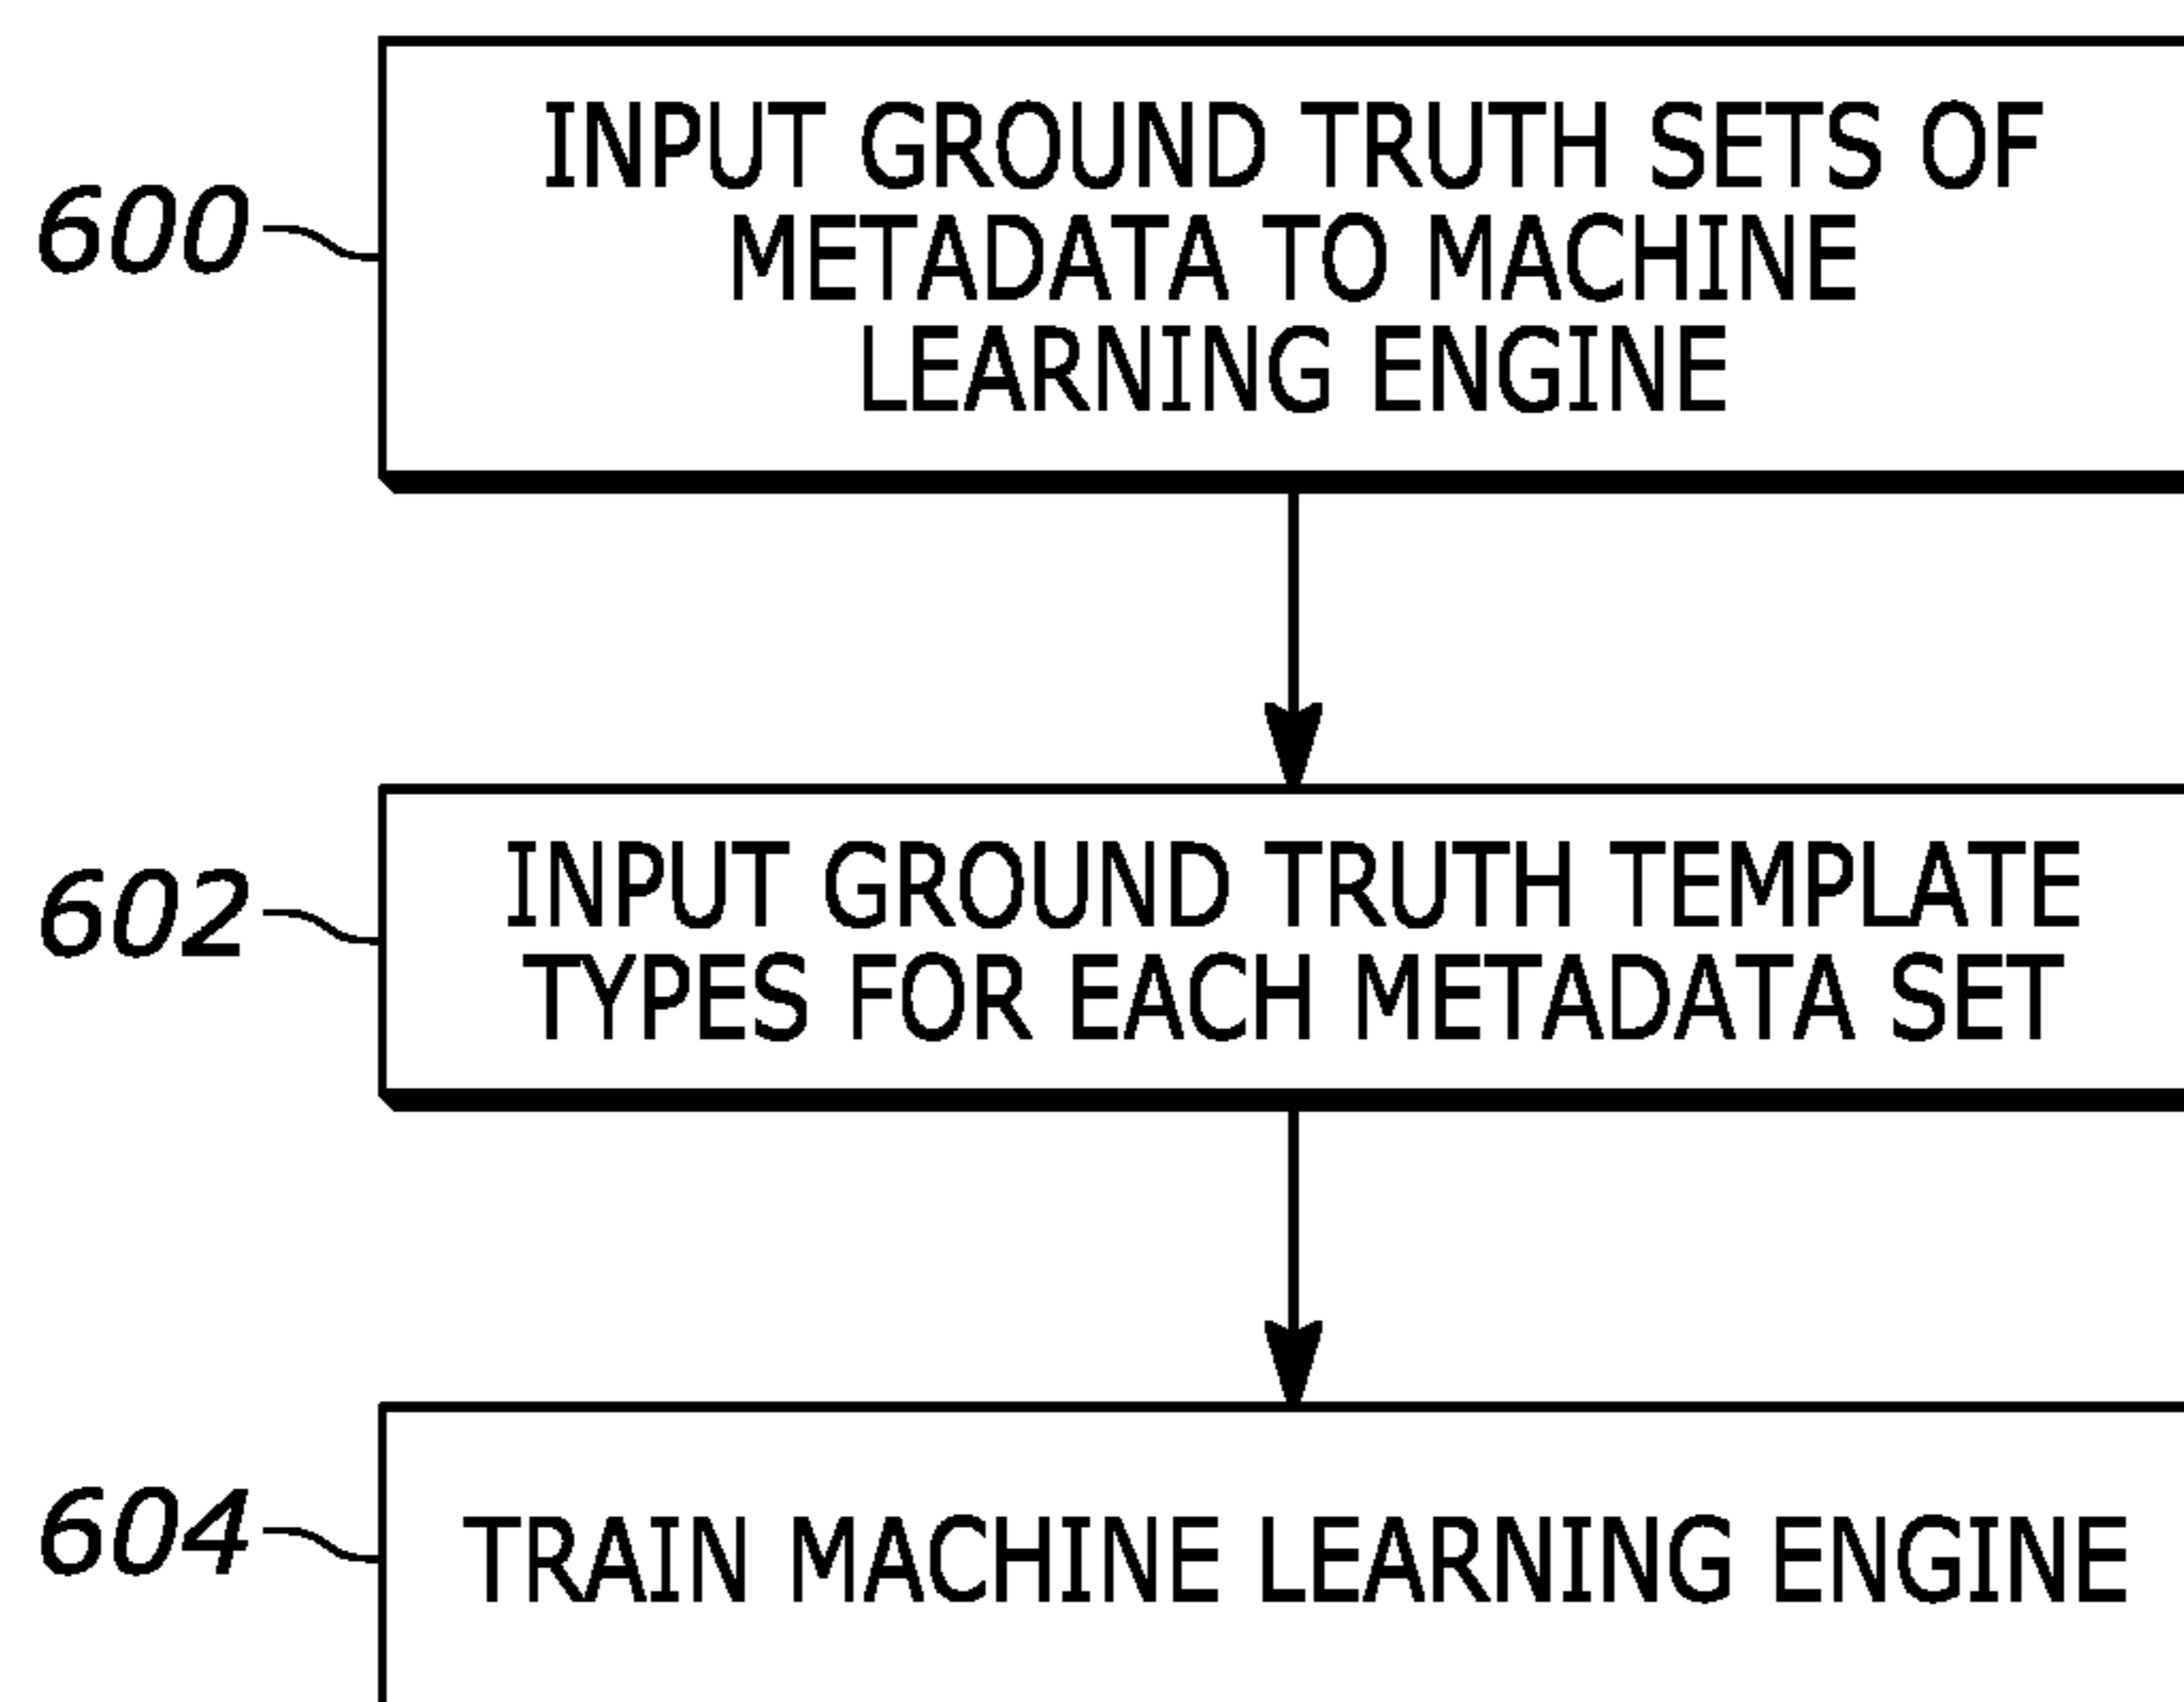 600
INPUT GROUND TRUTH SETS OF
METADATA TO MACHINE
LEARNING ENGINE
602
INPUT GROUND TRUTH TEMPLATE
TYPES FOR EACH METADATA SET
604
TRAIN MACHINE LEARNING ENGINE